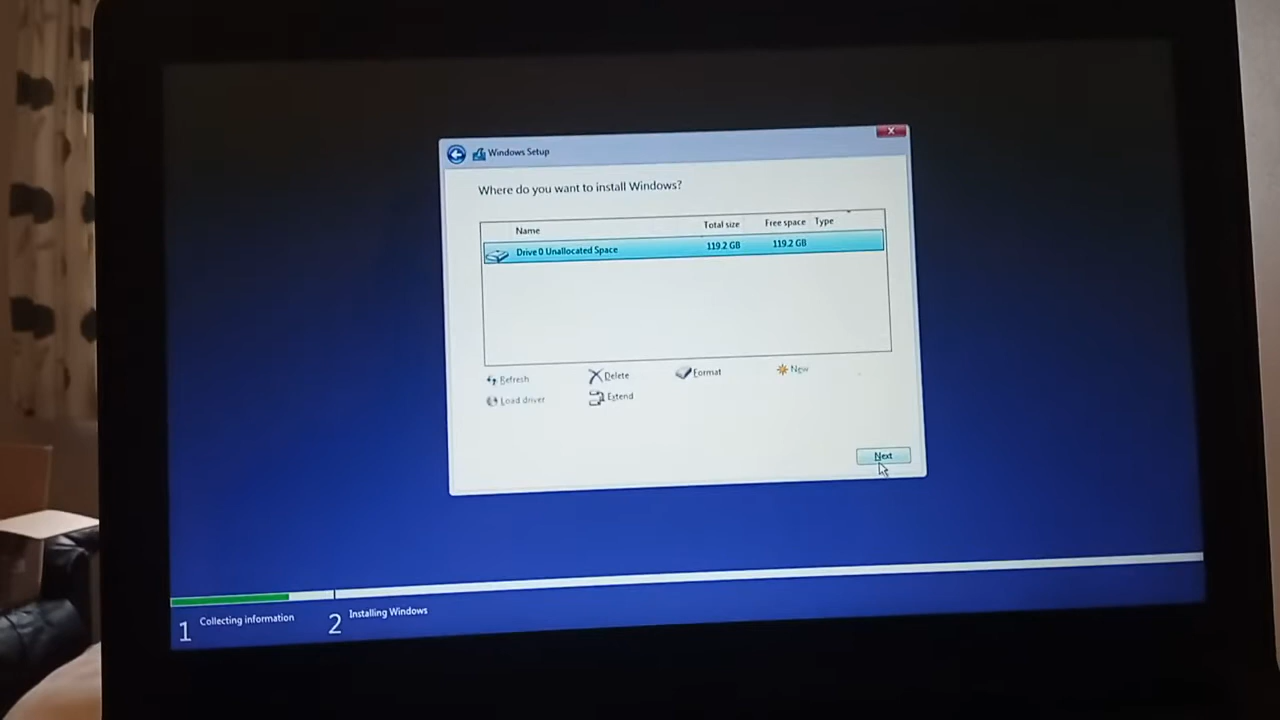 Windows Setup
Where do you want to install Windows?
Name Total size Free space Type
Drive 0 Unallocated Space 119.2 GB 119.2 GB
Refresh Delete Format New
Load driver Extend
Next
1 Collecting information 2 Installing Windows